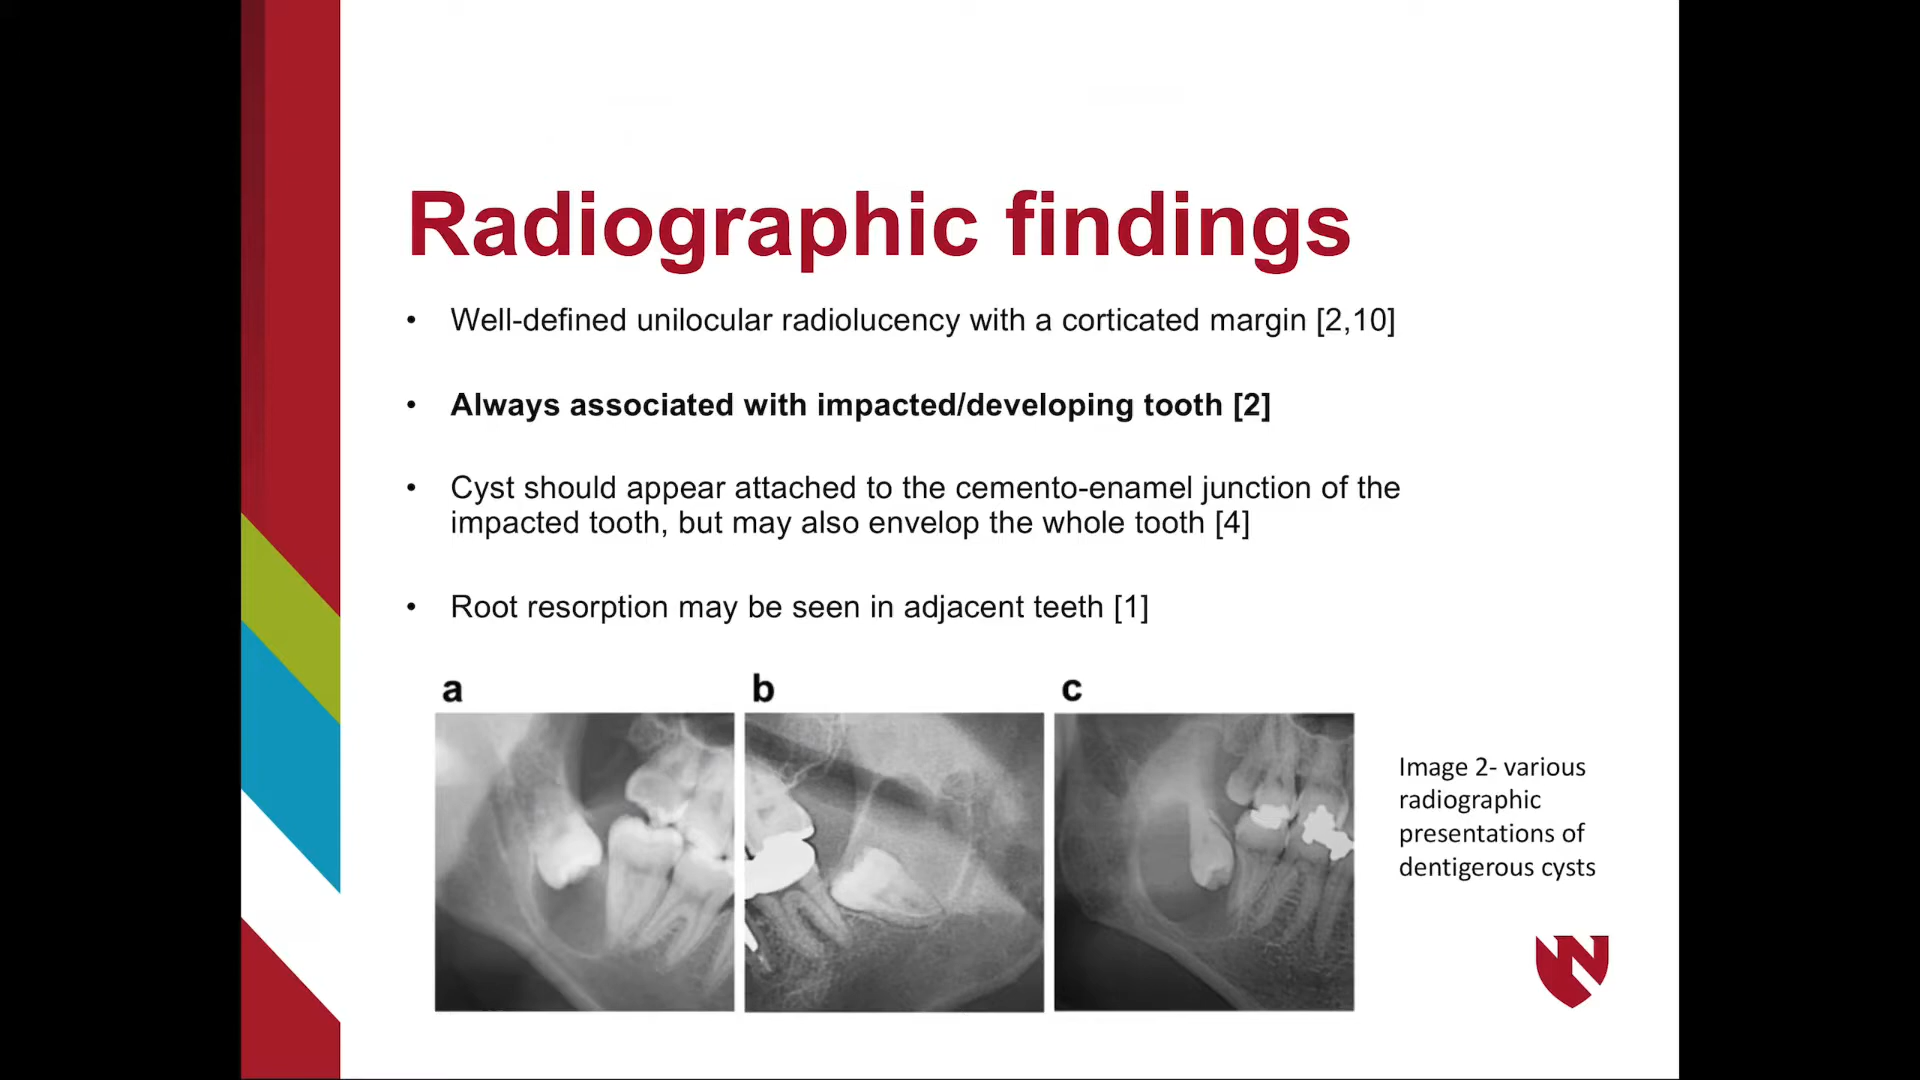 Radiographic findings
• Well-defined unilocular radiolucency with a corticated margin [2,10]
• Always associated with impacted/developing tooth [2]
• Cyst should appear attached to the cemento-enamel junction of the
impacted tooth, but may also envelop the whole tooth [4]
• Root resorption may be seen in adjacent teeth [1]
a b c
Image 2- various
radiographic
presentations of
dentigerous cysts
N